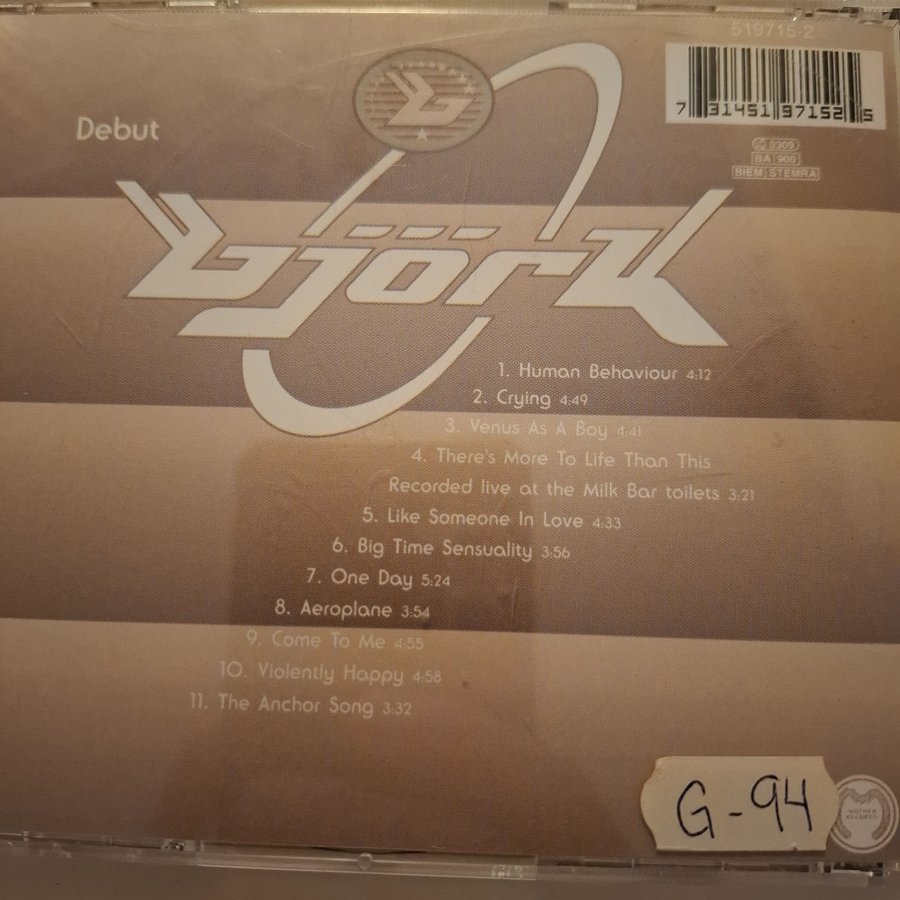 519715-2
7 31451 97152 5
Debut
LC 0309
BA 900
BIEM STEMRA
björk
1. Human Behaviour 4:12
2. Crying 4:49
3. Venus As A Boy 4:41
4. There's More To Life Than This
Recorded live at the Milk Bar toilets 3:21
5. Like Someone In Love 4:33
6. Big Time Sensuality 3:56
7. One Day 5:24
8. Aeroplane 3:54
9. Come To Me 4:55
10. Violently Happy 4:58
11. The Anchor Song 3:32
G-94
MOTHER
RECORDS